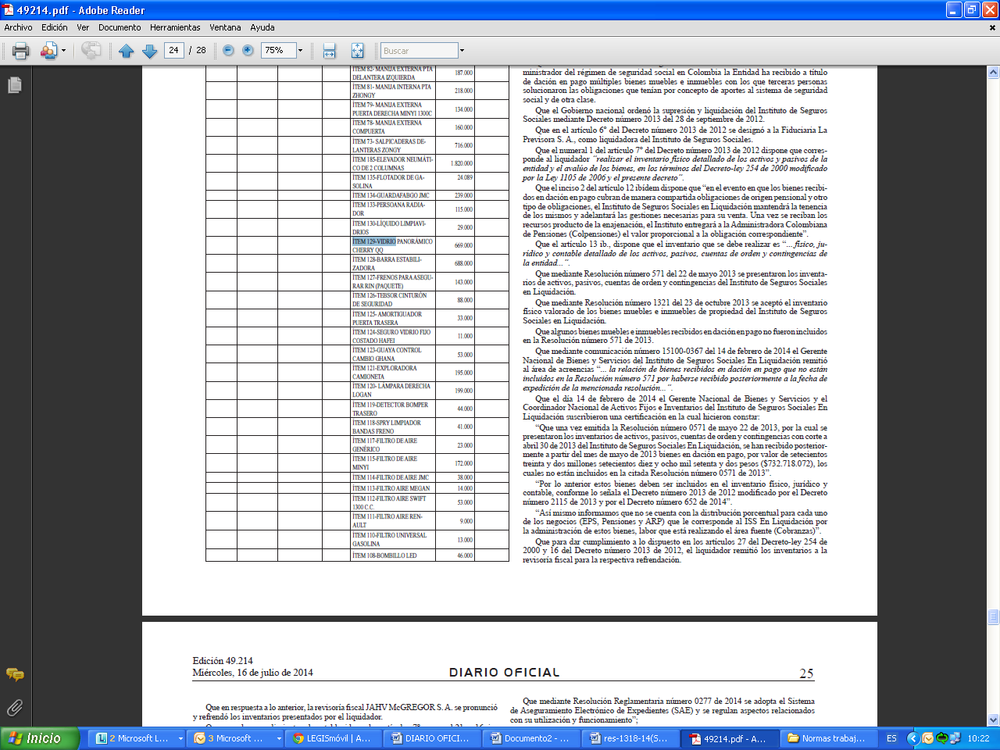 49214.pdf - Adobe Reader
Archivo Edición Ver Documento Herramientas Ventana Ayuda
24 / 28 75% Buscar
ÍTEM 82- MANIJA EXTERNA PTA
DELANTERA IZQUIERDA 187.000
ÍTEM 81- MANIJA INTERNA PTA
ZHONGY 218.000
ÍTEM 79- MANIJA EXTERNA
PUERTA DERECHA MINYI 1300C 134.000
ÍTEM 78- MANIJA EXTERNA
COMPUERTA 160.000
ÍTEM 73- SALPICADERAS DE-
LANTERAS ZONGY 716.000
ÍTEM 185-ELEVADOR NEUMÁTI-
CO DE 2 COLUMNAS 1.820.000
ÍTEM 135-FLOTADOR DE GA-
SOLINA 24.089
ÍTEM 134-GUARDAFABGO JMC 239.000
ÍTEM 133-PERSOANA RADIA-
DOR 115.000
ÍTEM 130-LÍQUIDO LIMPIAVI-
DRIOS 29.000
ÍTEM 129-VIDRIO PANORÁMICO
CHERRY QQ 669.000
ÍTEM 128-BARRA ESTABILI-
ZADORA 688.000
ÍTEM 127-FRENOS PARA ASEGU-
RAR RIN (PAQUETE) 143.000
ÍTEM 126-TEBSOR CINTURÓN
DE SEGURIDAD 88.000
ÍTEM 125- AMORTIGUADOR
PUERTA TRASERA 33.000
ÍTEM 124-SEGURO VIDRIO FIJO
COSTADO HAFEI 11.000
ÍTEM 123-GUAYA CONTROL
CAMBIO GHANA 53.000
ÍTEM 121-EXPLORADORA
CAMIONETA 195.000
ÍTEM 120- LÁMPARA DERECHA
LOGAN 199.000
ÍTEM 119-DETECTOR BOMPER
TRASERO 44.000
ÍTEM 118-SPRY LIMPIADOR
BANDAS FRENO 41.000
ÍTEM 117-FILTRO DE AIRE
GENÉRICO 23.000
ÍTEM 115-FILTRO DE AIRE
MINYI 172.000
ÍTEM 114-FILTRO DE AIRE JMC 38.000
ÍTEM 113-FILTRO AIRE MEGAN 14.000
ÍTEM 112-FILTRO AIRE SWIFT
1300 C.C. 53.000
ÍTEM 111-FILTRO AIRE REN-
AULT 9.000
ÍTEM 110-FILTRO UNIVERSAL
GASOLINA 13.000
ÍTEM 108-BOMBILLO LED 46.000
ministrador del régimen de seguridad social en Colombia la Entidad ha recibido a título
de dación en pago múltiples bienes muebles e inmuebles con los que terceras personas
solucionaron las obligaciones que tenían por concepto de aportes al sistema de seguridad
social y de otra clase.
Que el Gobierno nacional ordenó la supresión y liquidación del Instituto de Seguros
Sociales mediante Decreto número 2013 del 28 de septiembre de 2012.
Que en el artículo 6° del Decreto número 2013 de 2012 se designó a la Fiduciaria La
Previsora S. A., como liquidadora del Instituto de Seguros Sociales.
Que el numeral 1 del artículo 7° del Decreto número 2013 de 2012 dispone que corres-
ponde al liquidador "realizar el inventario físico detallado de los activos y pasivos de la
entidad y el avalúo de los bienes, en los términos del Decreto-ley 254 de 2000 modificado
por la Ley 1105 de 2006 y el presente decreto".
Que el inciso 2 del artículo 12 ibídem dispone que “en el evento en que los bienes recibi-
dos en dación en pago cubran de manera compartida obligaciones de origen pensional y otro
tipo de obligaciones, el Instituto de Seguros Sociales en Liquidación mantendrá la tenencia
de los mismos y adelantará las gestiones necesarias para su venta. Una vez se reciban los
recursos producto de la enajenación, el Instituto entregará a la Administradora Colombiana
de Pensiones (Colpensiones) el valor proporcional a la obligación correspondiente”.
Que el artículo 13 ib., dispone que el inventario que se debe realizar es “... físico, ju-
rídico y contable detallado de los activos, pasivos, cuentas de orden y contingencias de
la entidad...”.
Que mediante Resolución número 571 del 22 de mayo 2013 se presentaron los inventa-
rios de activos, pasivos, cuentas de orden y contingencias del Instituto de Seguros Sociales
en Liquidación.
Que mediante Resolución número 1321 del 23 de octubre 2013 se aceptó el inventario
físico valorado de los bienes muebles e inmuebles de propiedad del Instituto de Seguros
Sociales en Liquidación.
Que algunos bienes muebles e inmuebles recibidos en dación en pago no fueron incluidos
en la Resolución número 571 de 2013.
Que mediante comunicación número 15100-0367 del 14 de febrero de 2014 el Gerente
Nacional de Bienes y Servicios del Instituto de Seguros Sociales En Liquidación remitió
al área de acreencias “... la relación de bienes recibidos en dación en pago que no están
incluidos en la Resolución número 571 por haberse recibido posteriormente a la fecha de
expedición de la mencionada resolución...”.
Que el día 14 de febrero de 2014 el Gerente Nacional de Bienes y Servicios y el
Coordinador Nacional de Activos Fijos e Inventarios del Instituto de Seguros Sociales En
Liquidación suscribieron una certificación en la cual hicieron constar:
“Que una vez emitida la Resolución número 0571 de mayo 22 de 2013, por la cual se
presentaron los inventarios de activos, pasivos, cuentas de orden y contingencias con corte a
abril 30 de 2013 del Instituto de Seguros Sociales En Liquidación, se han recibido posterior-
mente a partir del mes de mayo de 2013 bienes en dación en pago, por valor de setecientos
treinta y dos millones setecientos diez y ocho mil setenta y dos pesos ($732.718.072), los
cuales no están incluidos en la citada Resolución número 0571 de 2013”.
“Por lo anterior estos bienes deben ser incluidos en el inventario físico, jurídico y
contable, conforme lo señala el Decreto número 2013 de 2012 modificado por el Decreto
número 2115 de 2013 y por el Decreto número 652 de 2014”.
“Así mismo informamos que no se cuenta con la distribución porcentual para cada uno
de los negocios (EPS, Pensiones y ARP) que le corresponde al ISS En Liquidación por
la administración de estos bienes, labor que está realizando el área fuente (Cobranzas)”.
Que para dar cumplimiento a lo dispuesto en los artículos 27 del Decreto-ley 254 de
2000 y 16 del Decreto número 2013 de 2012, el liquidador remitió los inventarios a la
revisoría fiscal para la respectiva refrendación.
Edición 49.214
Miércoles, 16 de julio de 2014 DIARIO OFICIAL 25
Que en respuesta a lo anterior, la revisoría fiscal JAHV McGREGOR S. A. se pronunció
y refrendó los inventarios presentados por el liquidador.
Que mediante Resolución Reglamentaria número 0277 de 2014 se adopta el Sistema
de Aseguramiento Electrónico de Expedientes (SAE) y se regulan aspectos relacionados
con su utilización y funcionamiento”;
Inicio 2 Microsoft L... 3 Microsoft ... LEGISmóvil | A... DIARIO OFICI... Documento2 - ... res-1318-14(S... 49214.pdf - A... Normas trabaj... ES 10:22